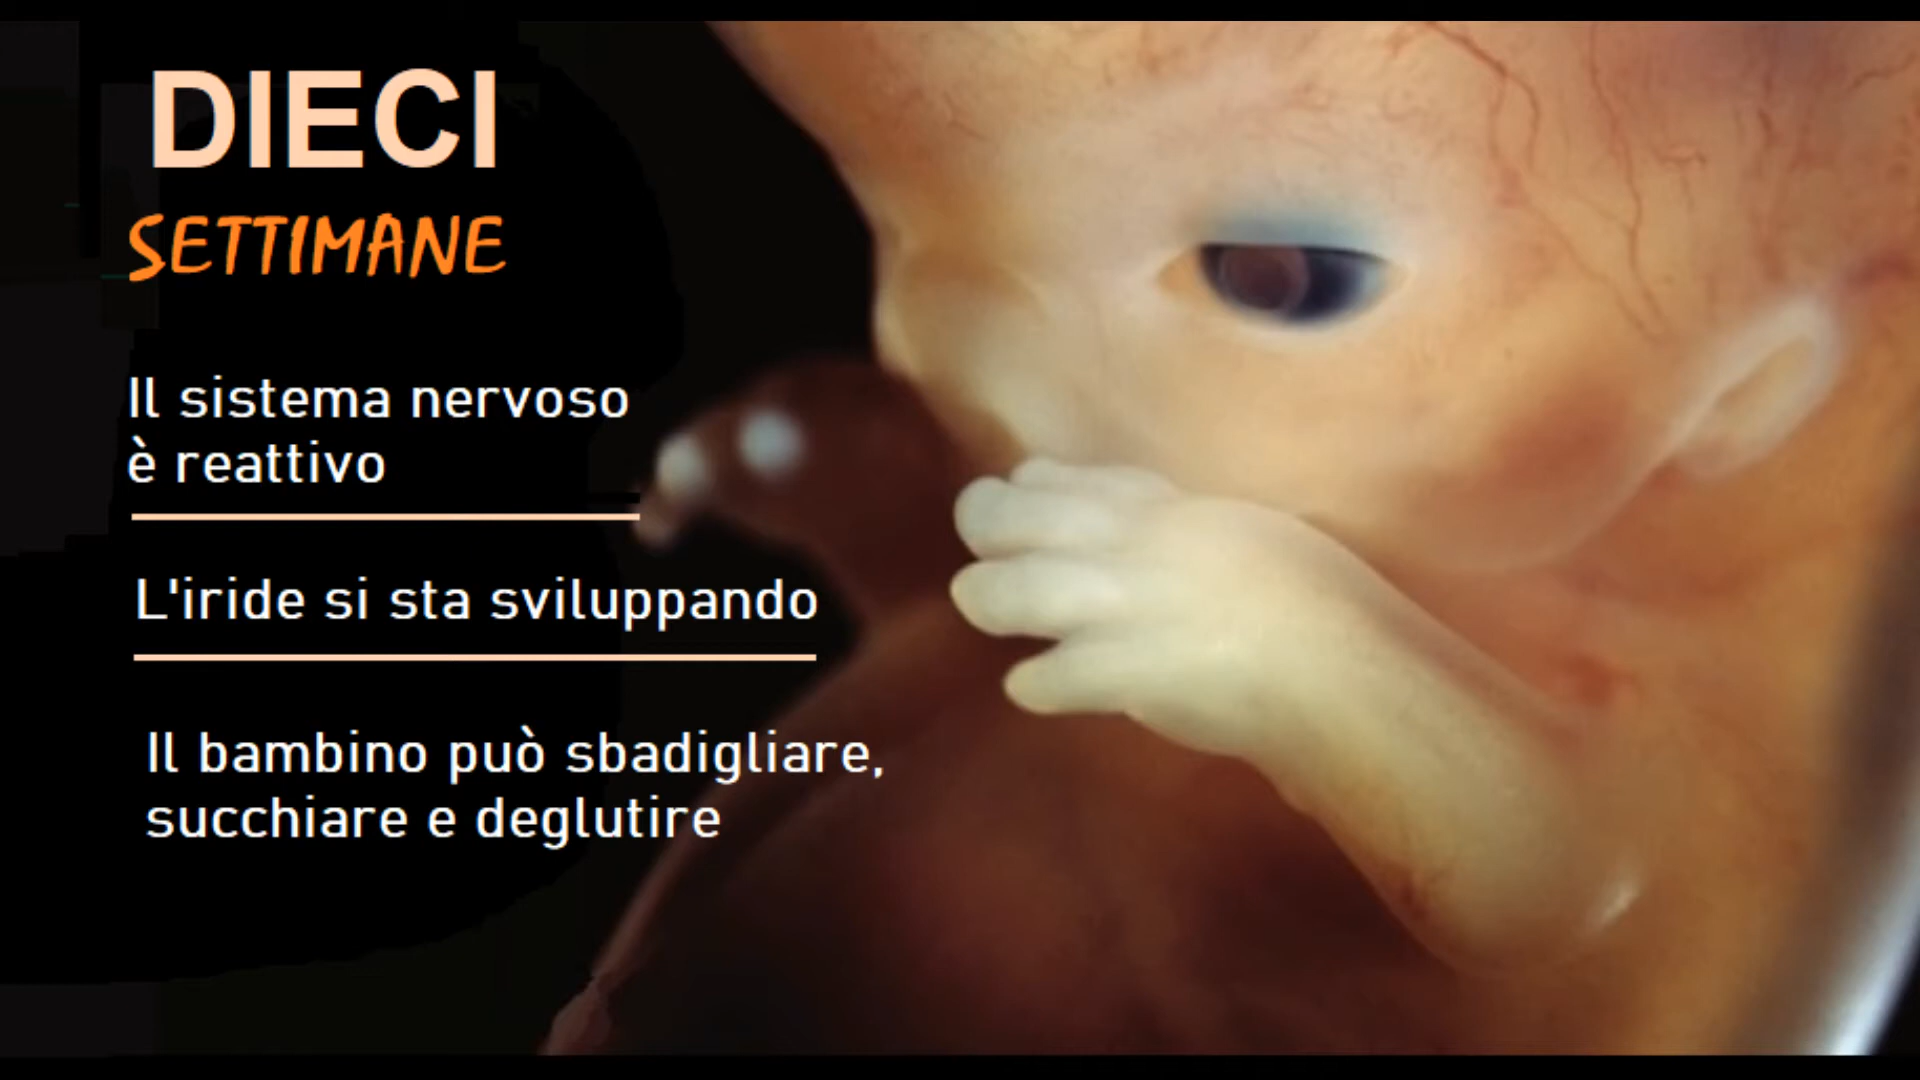 DIECI
SETTIMANE
Il sistema nervoso
è reattivo
L'iride si sta sviluppando
Il bambino può sbadigliare,
succhiare e deglutire